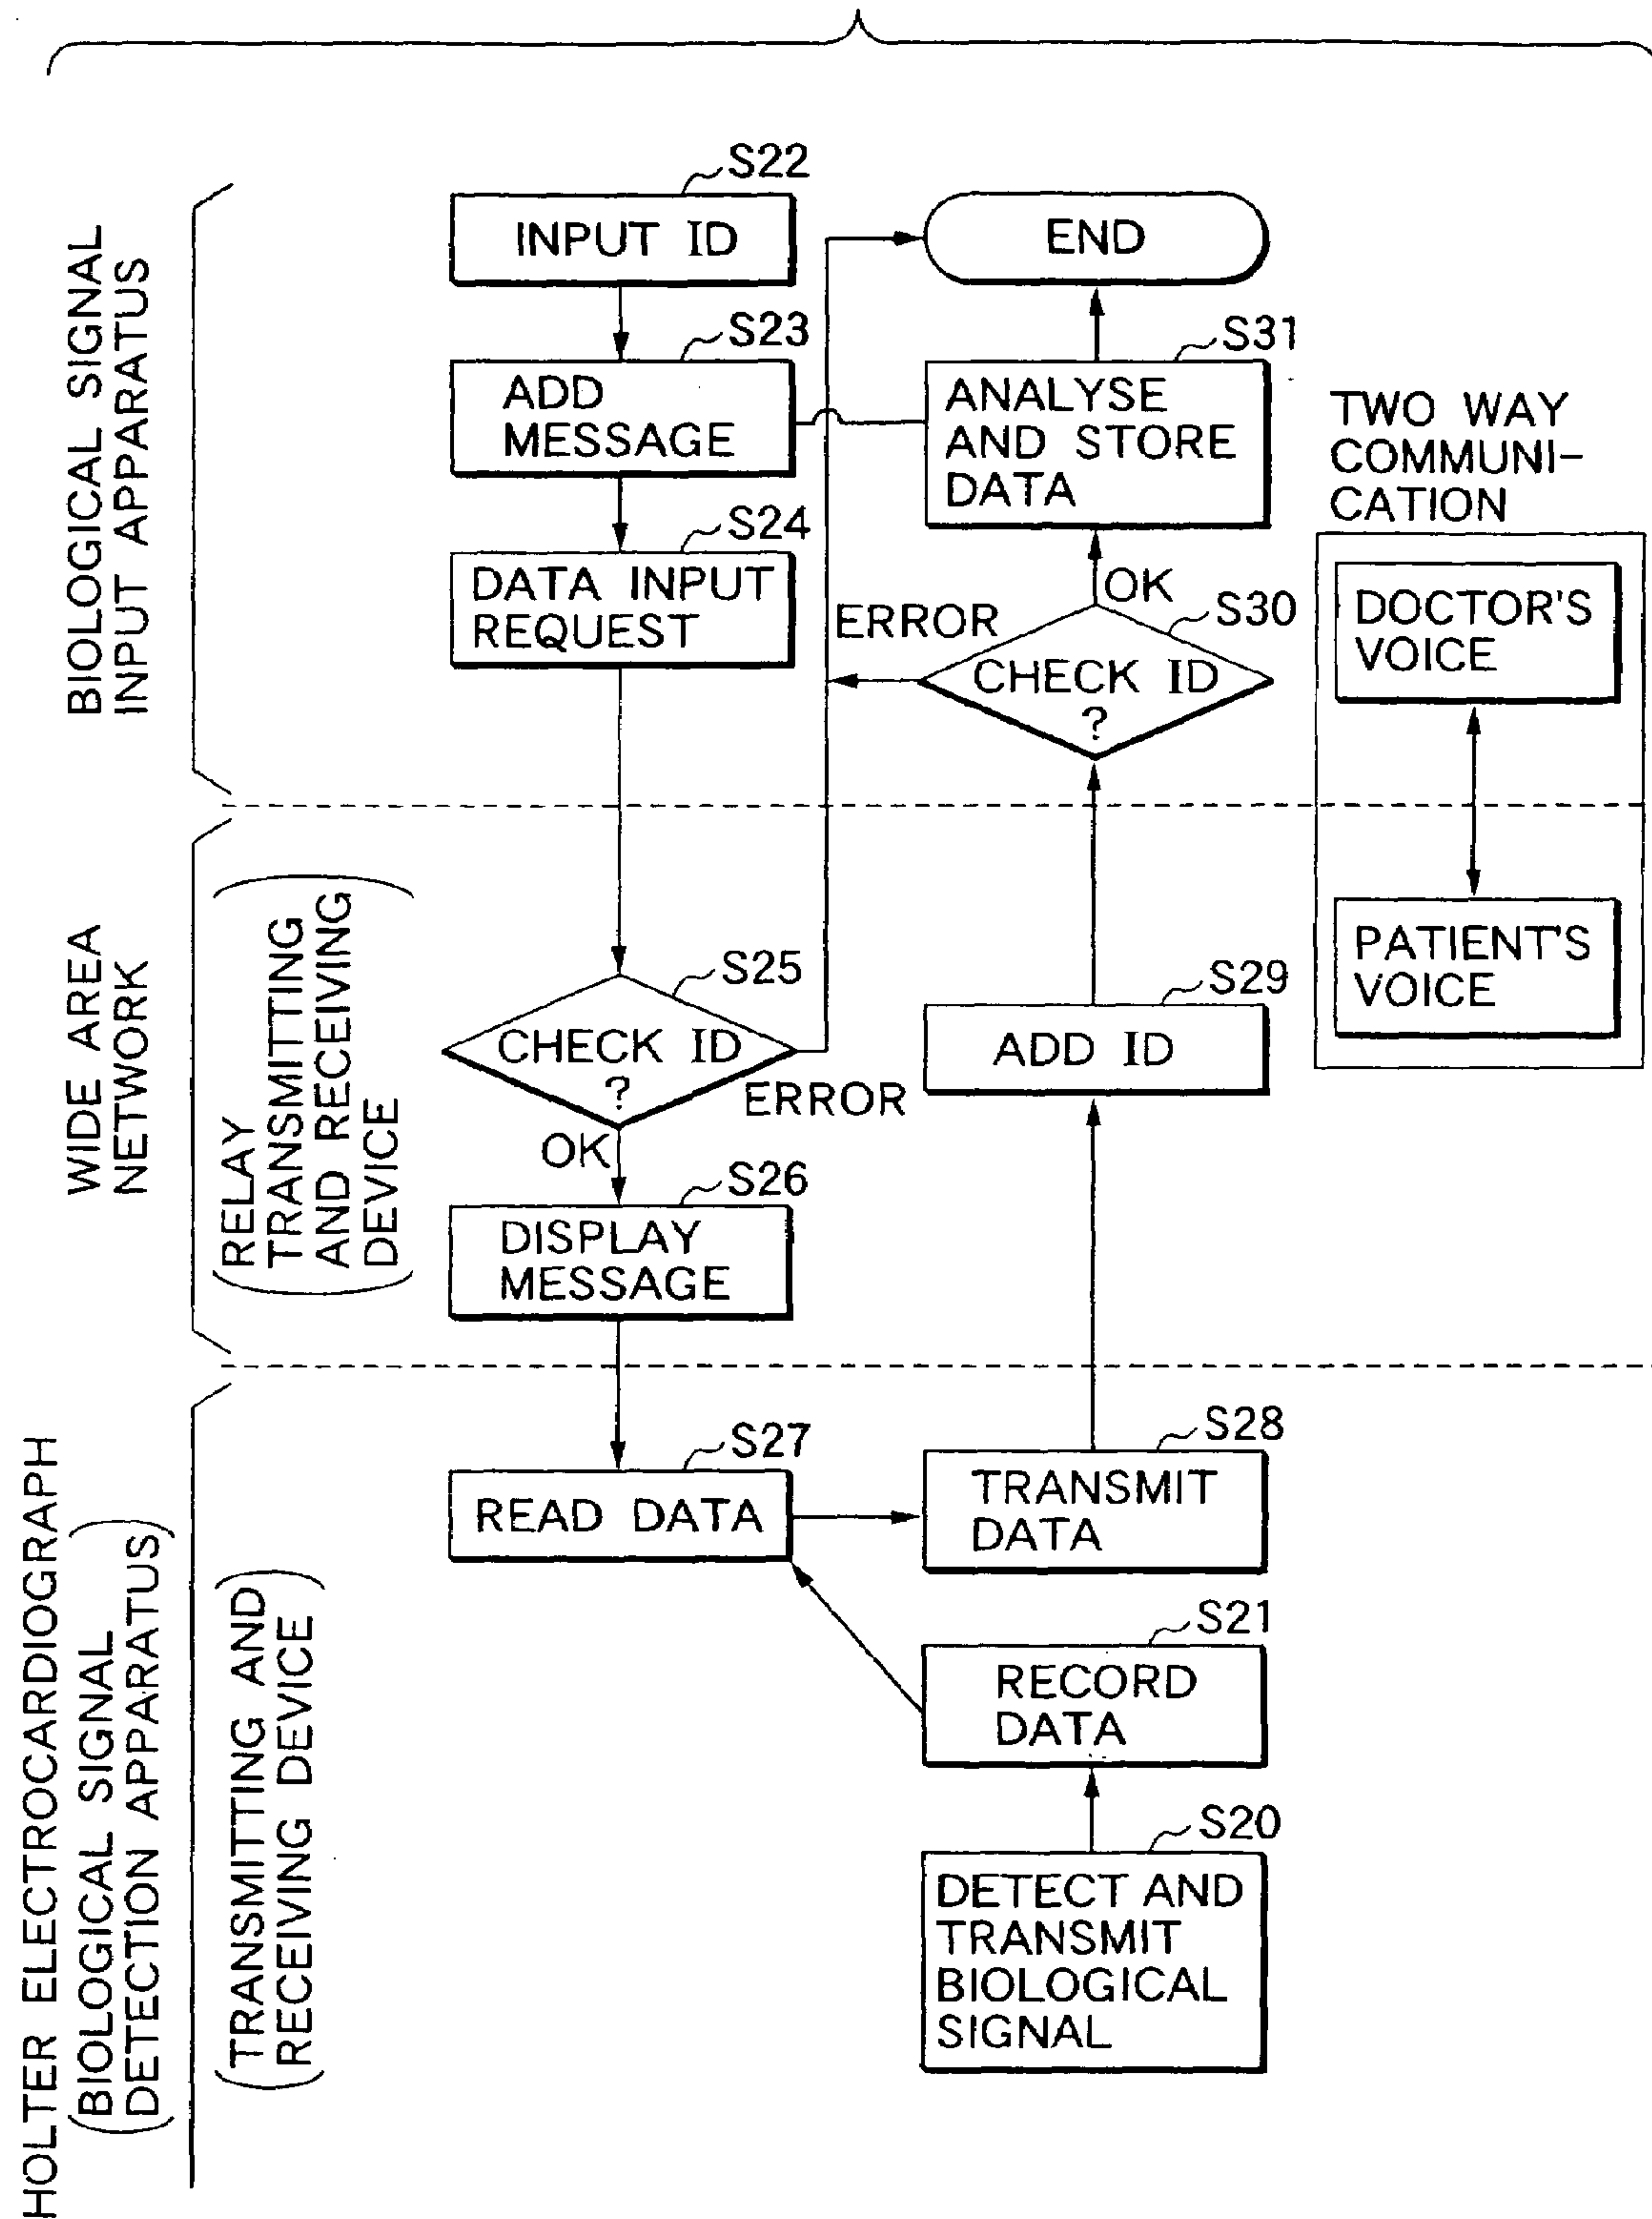 BIOLOGICAL SIGNAL
INPUT APPARATUS
S22
INPUT ID
END
S23
ADD
MESSAGE
S31
ANALYSE
AND STORE
DATA
S24
DATA INPUT
REQUEST
OK
ERROR
S30
CHECK ID
?
TWO WAY
COMMUNI-
CATION
DOCTOR'S
VOICE
PATIENT'S
VOICE
WIDE AREA
NETWORK
(RELAY
TRANSMITTING
AND RECEIVING
DEVICE)
S25
CHECK ID
?
ERROR
OK
S29
ADD ID
S26
DISPLAY
MESSAGE
HOLTER ELECTROCARDIOGRAPH
(BIOLOGICAL SIGNAL
DETECTION APPARATUS)
(TRANSMITTING AND
RECEIVING DEVICE)
S27
READ DATA
S28
TRANSMIT
DATA
S21
RECORD
DATA
S20
DETECT AND
TRANSMIT
BIOLOGICAL
SIGNAL